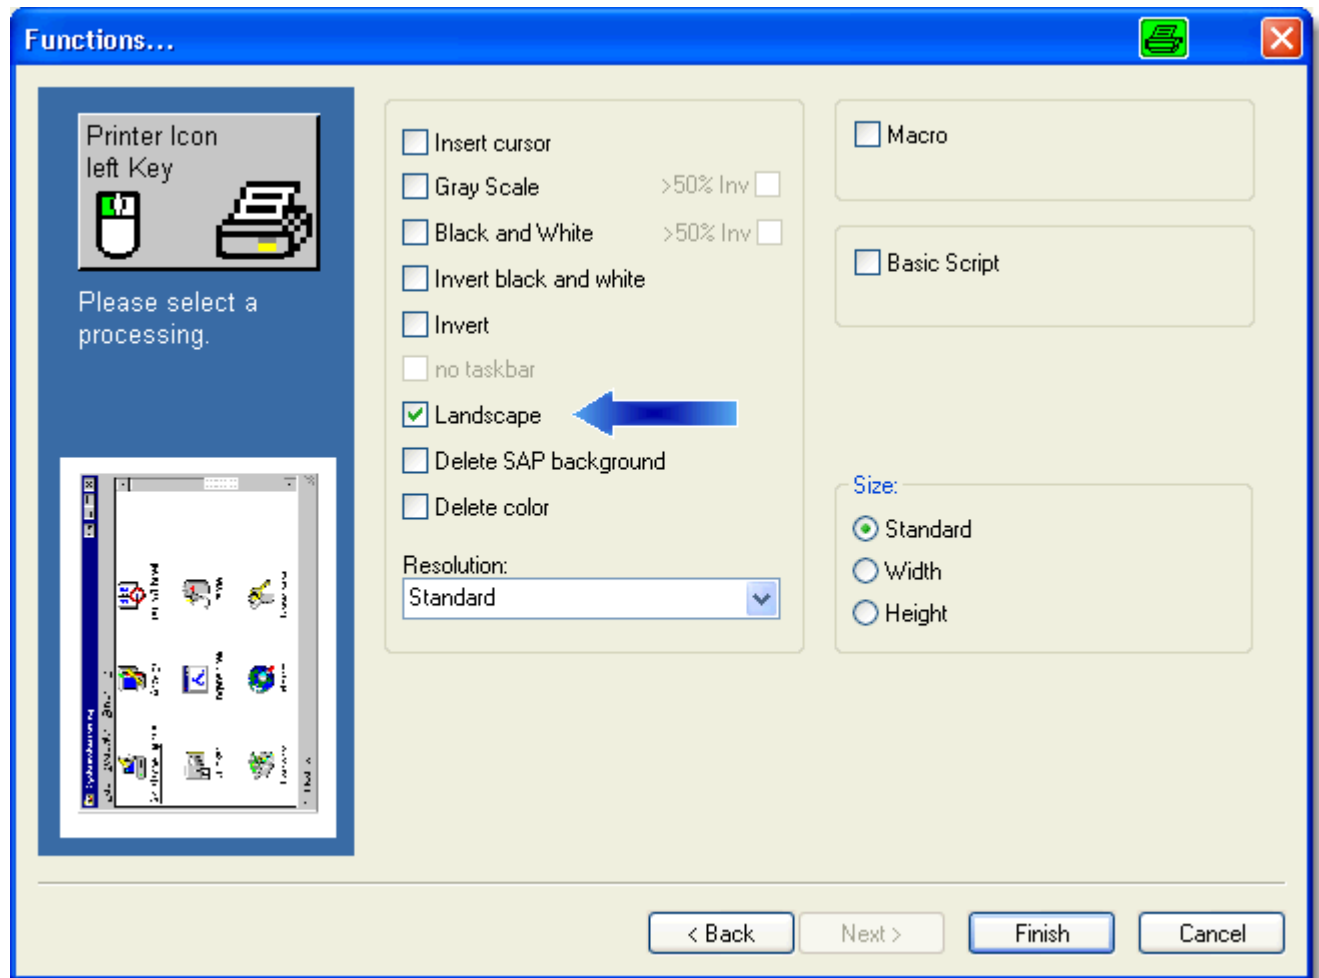 Functions...
Printer Icon
left Key
Please select a
processing.
Insert cursor
Gray Scale >50% Inv
Black and White >50% Inv
Invert black and white
Invert
no taskbar
Landscape
Delete SAP background
Delete color
Resolution:
Standard
Macro
Basic Script
Size:
Standard
Width
Height
< Back
Next >
Finish
Cancel